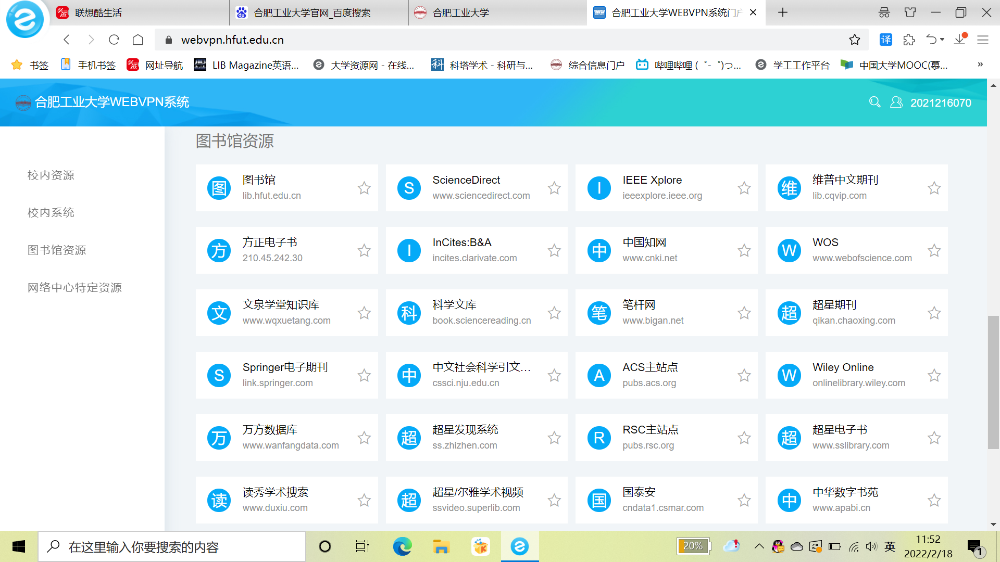 联想酷生活
合肥工业大学官网_百度搜索
合肥工业大学
合肥工业大学WEBVPN系统门户
webvpn.hfut.edu.cn
译
书签
手机书签
网址导航
LIB Magazine英语...
大学资源网 - 在线...
科塔学术 - 科研与...
综合信息门户
哔哩哔哩 ( ゜- ゜)つ...
学工工作平台
中国大学MOOC(慕...
»
合肥工业大学WEBVPN系统
2021216070
校内资源
校内系统
图书馆资源
网络中心特定资源
图书馆资源
图
图书馆
lib.hfut.edu.cn
S
ScienceDirect
www.sciencedirect.com
I
IEEE Xplore
ieeexplore.ieee.org
维
维普中文期刊
lib.cqvip.com
方
方正电子书
210.45.242.30
I
InCites:B&A
incites.clarivate.com
中
中国知网
www.cnki.net
W
WOS
www.webofscience.com
文
文泉学堂知识库
www.wqxuetang.com
科
科学文库
book.sciencereading.cn
笔
笔杆网
www.bigan.net
超
超星期刊
qikan.chaoxing.com
S
Springer电子期刊
link.springer.com
中
中文社会科学引文...
cssci.nju.edu.cn
A
ACS主站点
pubs.acs.org
W
Wiley Online
onlinelibrary.wiley.com
万
万方数据库
www.wanfangdata.com
超
超星发现系统
ss.zhizhen.com
R
RSC主站点
pubs.rsc.org
超
超星电子书
www.sslibrary.com
读
读秀学术搜索
www.duxiu.com
超
超星/尔雅学术视频
ssvideo.superlib.com
国
国泰安
cndata1.csmar.com
中
中华数字书苑
www.apabi.cn
在这里输入你要搜索的内容
20%
英
11:52
2022/2/18
1